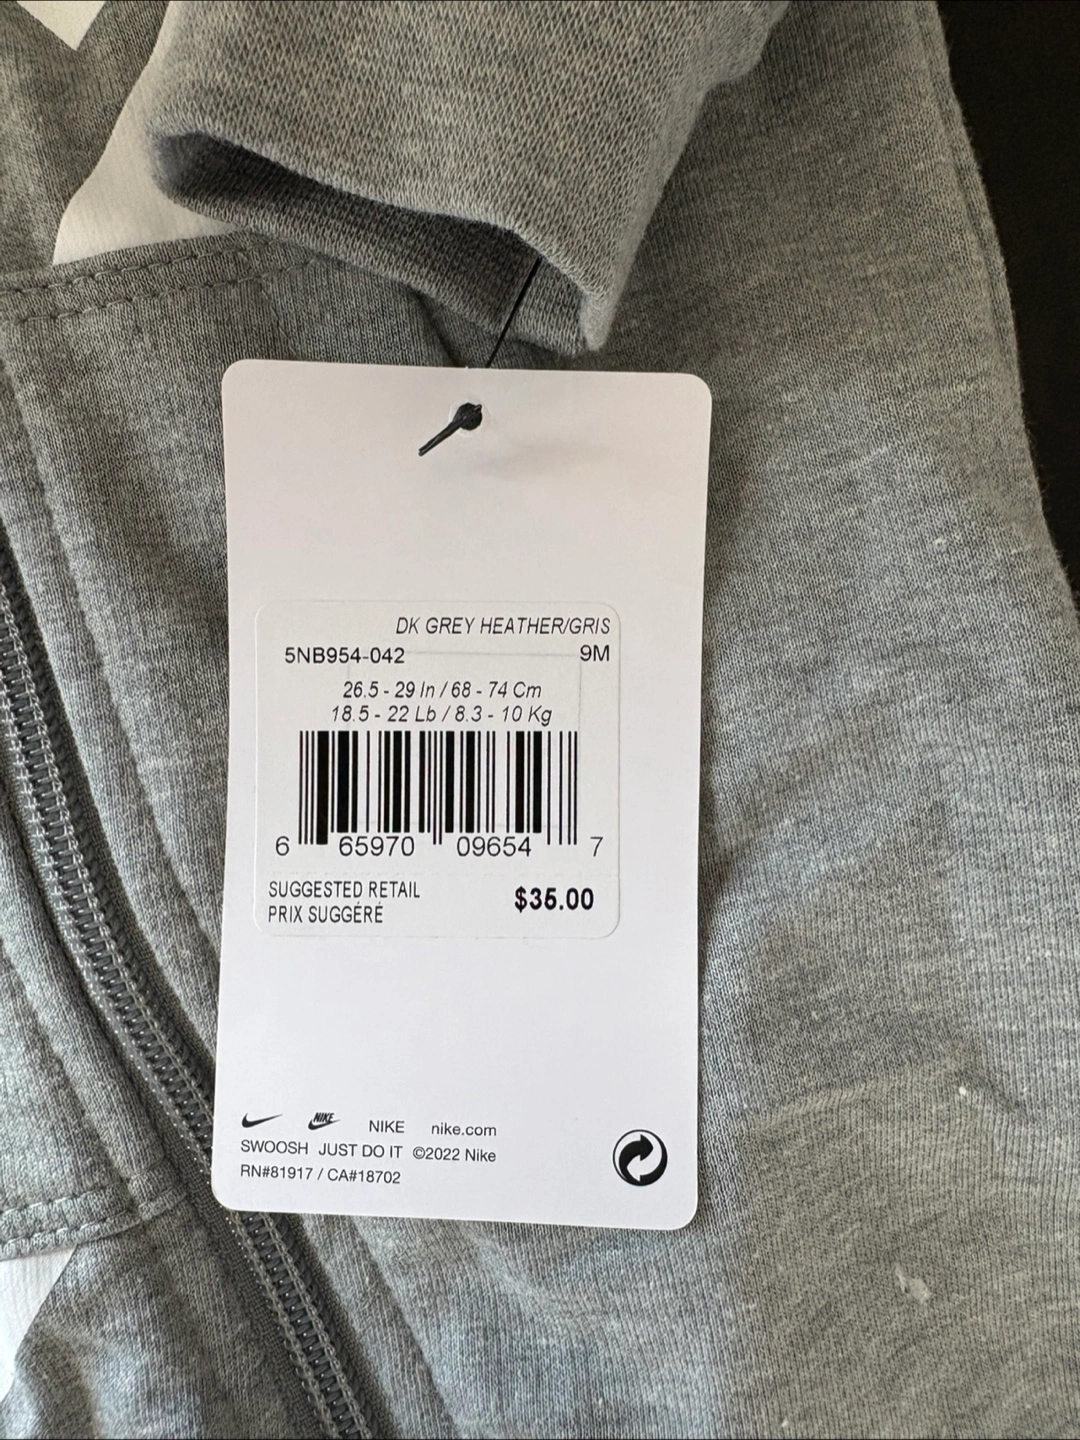 DK GREY HEATHER/GRIS
5NB954-042 9M
26.5 - 29 In / 68 - 74 Cm
18.5 - 22 Lb / 8.3 - 10 Kg
6 65970 09654 7
SUGGESTED RETAIL
PRIX SUGGÉRÉ $35.00
NIKE NIKE nike.com
SWOOSH JUST DO IT ©2022 Nike
RN#81917 / CA#18702